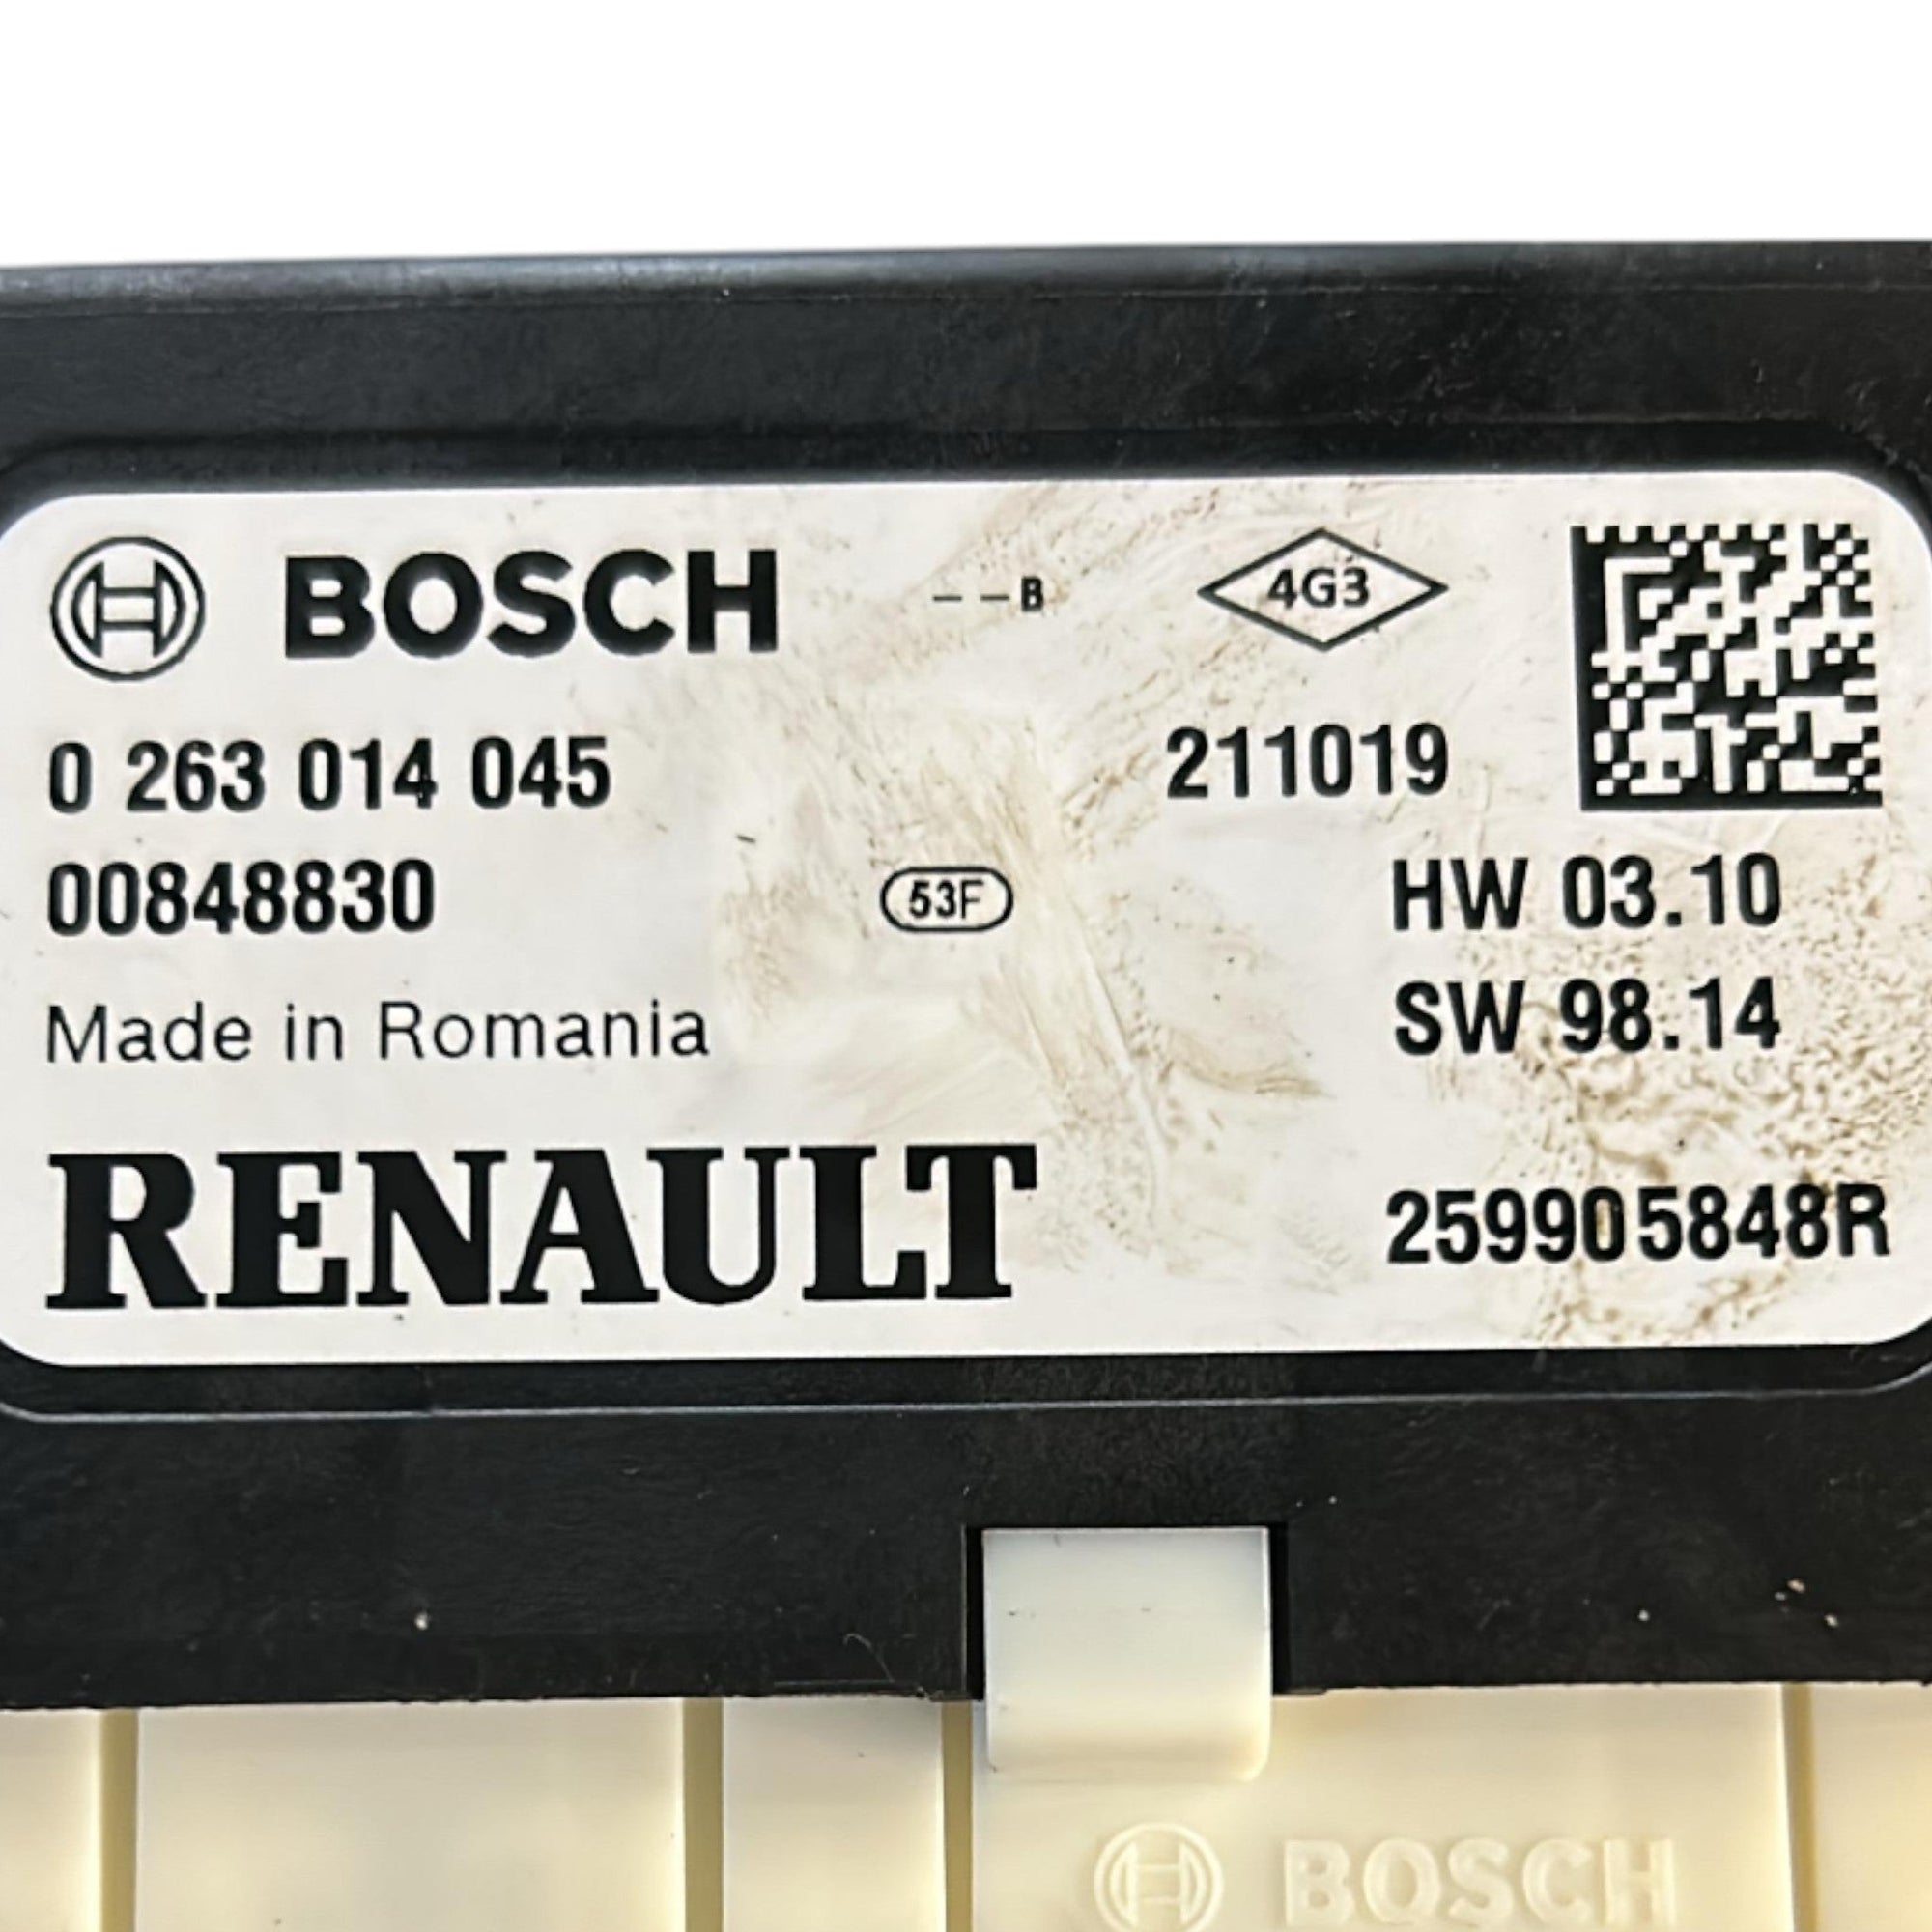 BOSCH --B 4G3
0 263 014 045 211019
00848830 53F HW 03.10
Made in Romania SW 98.14
RENAULT 259905848R
BOSCH